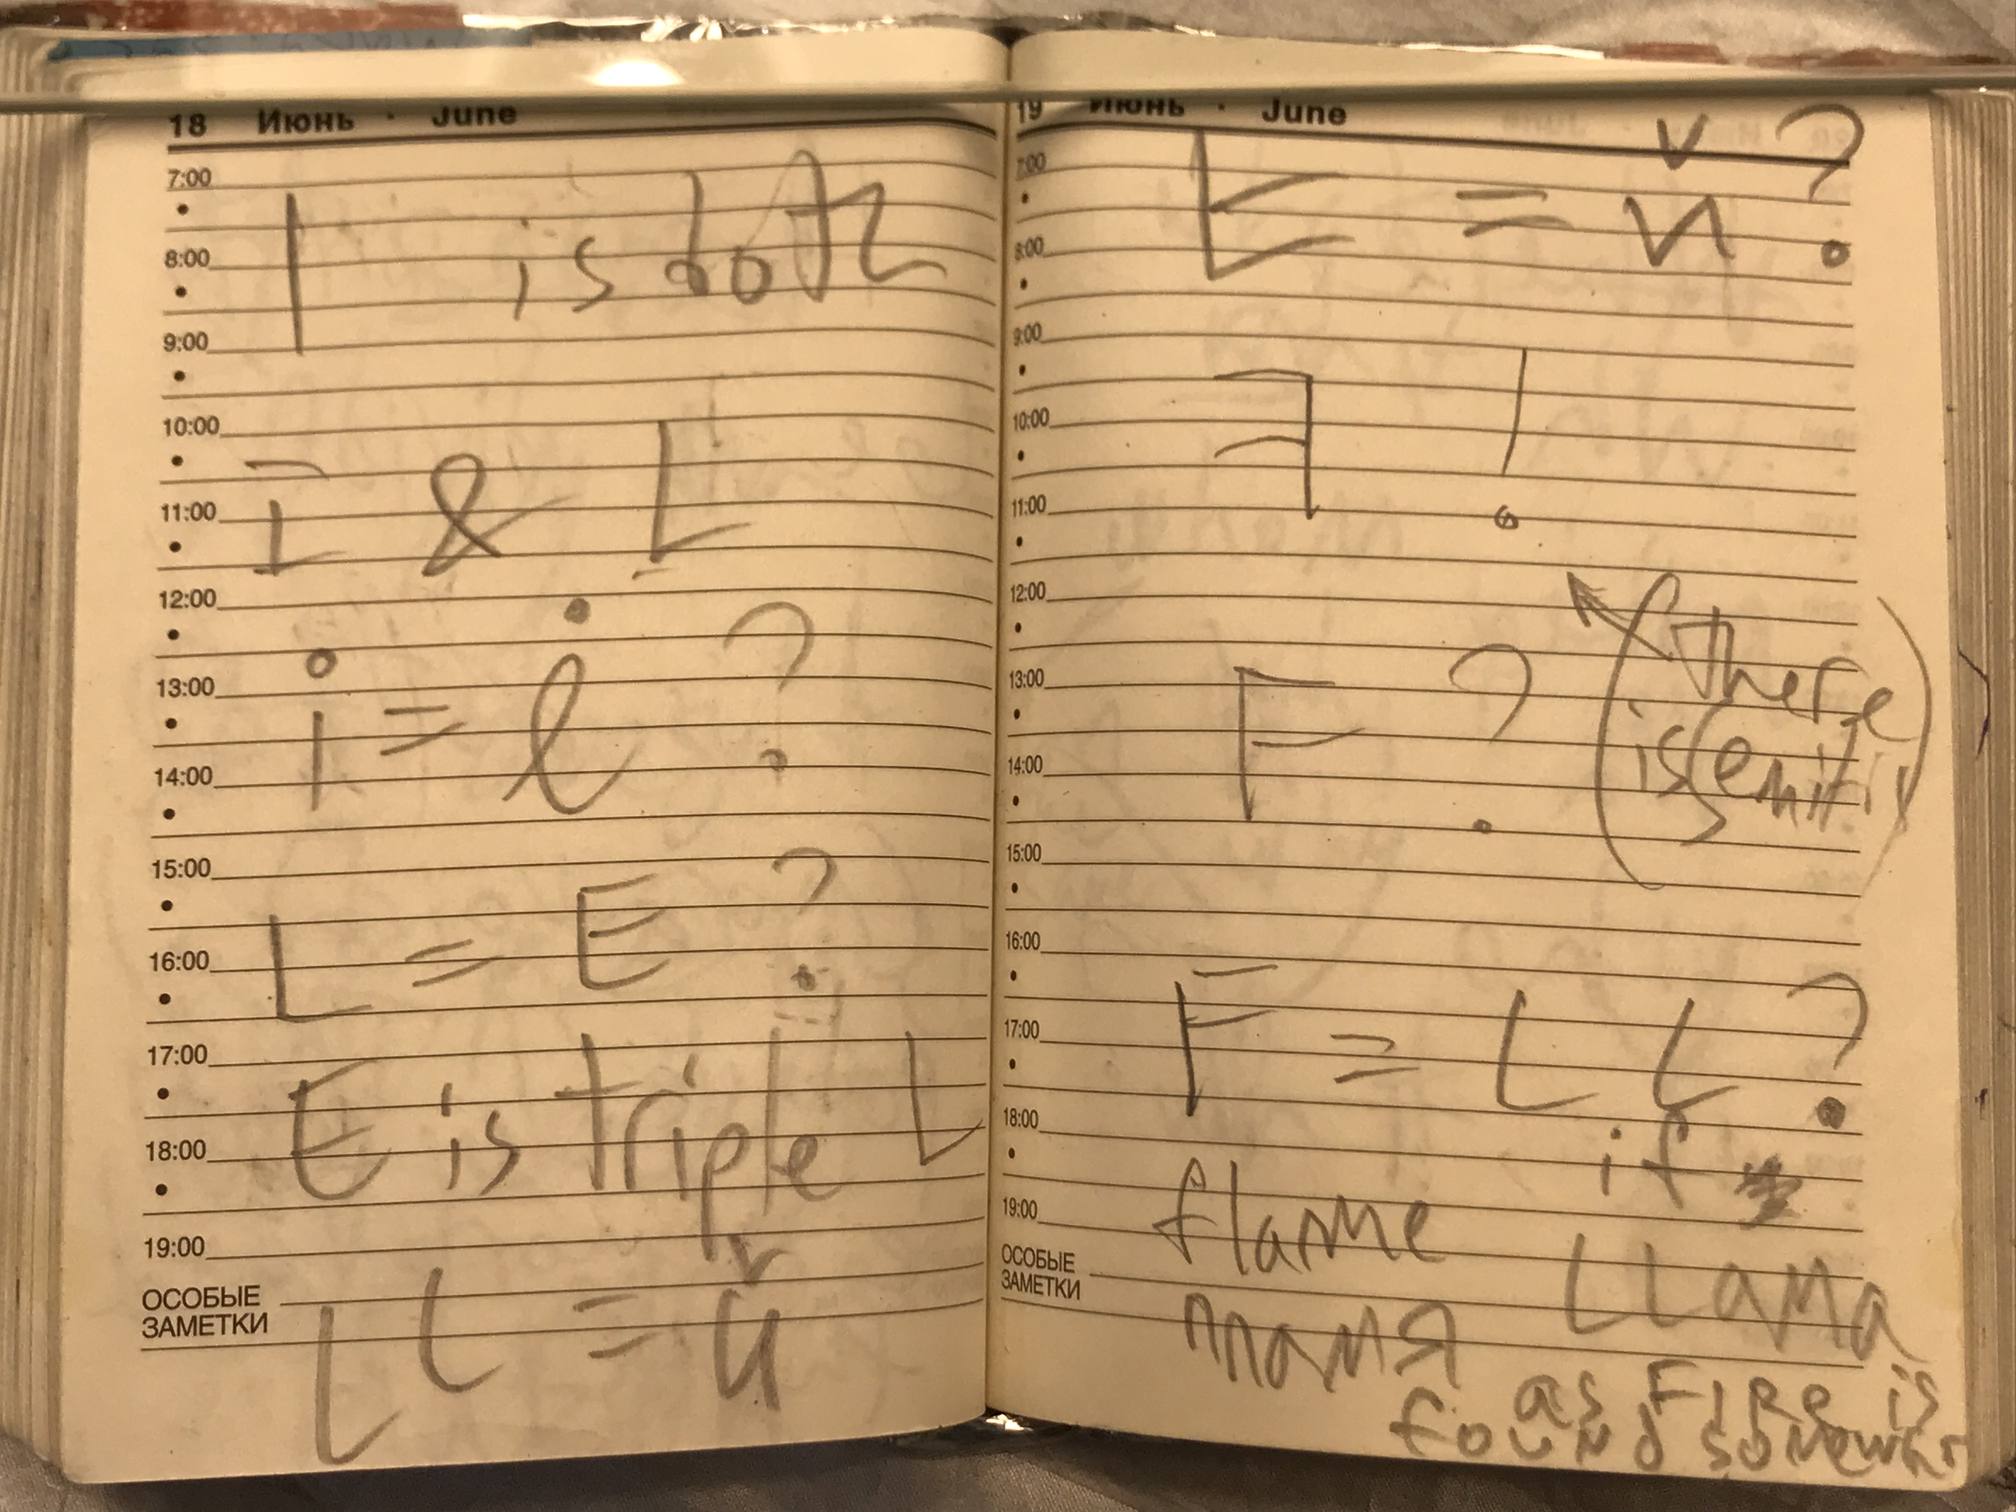 18 Июнь · June
7:00
8:00
9:00
10:00
11:00
12:00
13:00
14:00
15:00
16:00
17:00
18:00
19:00
ОСОБЫЕ
ЗАМЕТКИ
I is both
I & L
i = l ?
L = E ?
E is triple L
LL = Й
19 Июнь · June
7:00
8:00
9:00
10:00
11:00
12:00
13:00
14:00
15:00
16:00
17:00
18:00
19:00
ОСОБЫЕ
ЗАМЕТКИ
E = Й ?
!
F ?
(there
is Semitic)
F = LL ?
if
flame
LLAMA
пламя
as FIRE is
found somewhr